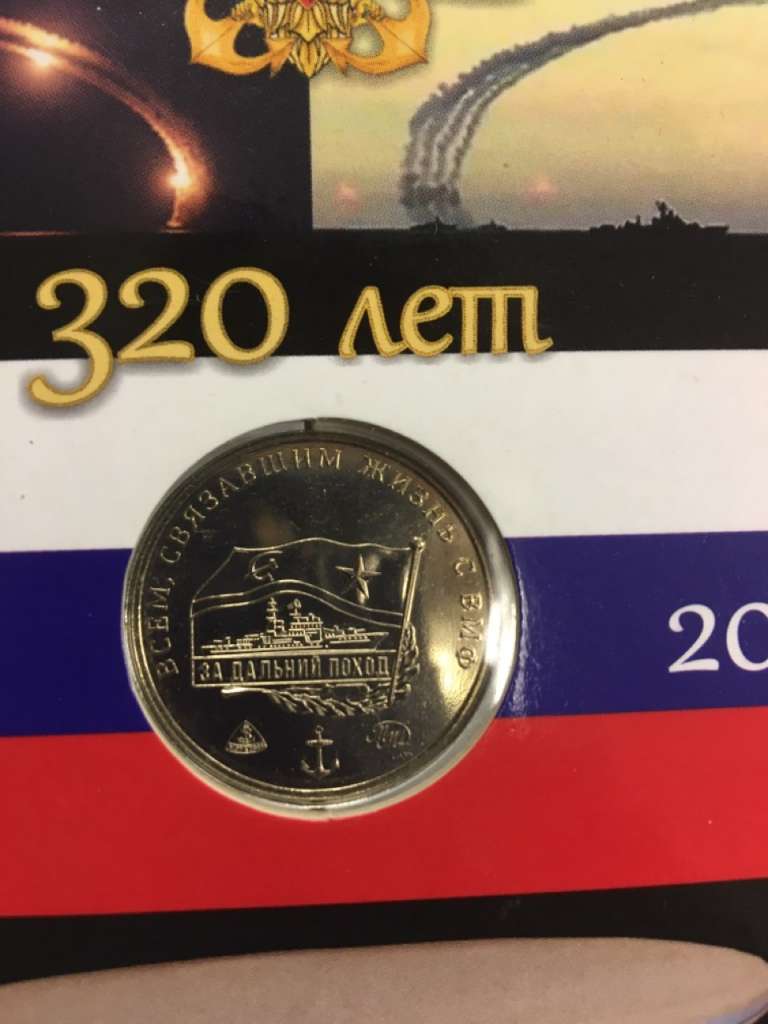 320 лет
ВСЕМ, СВЯЗАВШИМ ЖИЗНЬ С ВМФ
ЗА ДАЛЬНИЙ ПОХОД
20